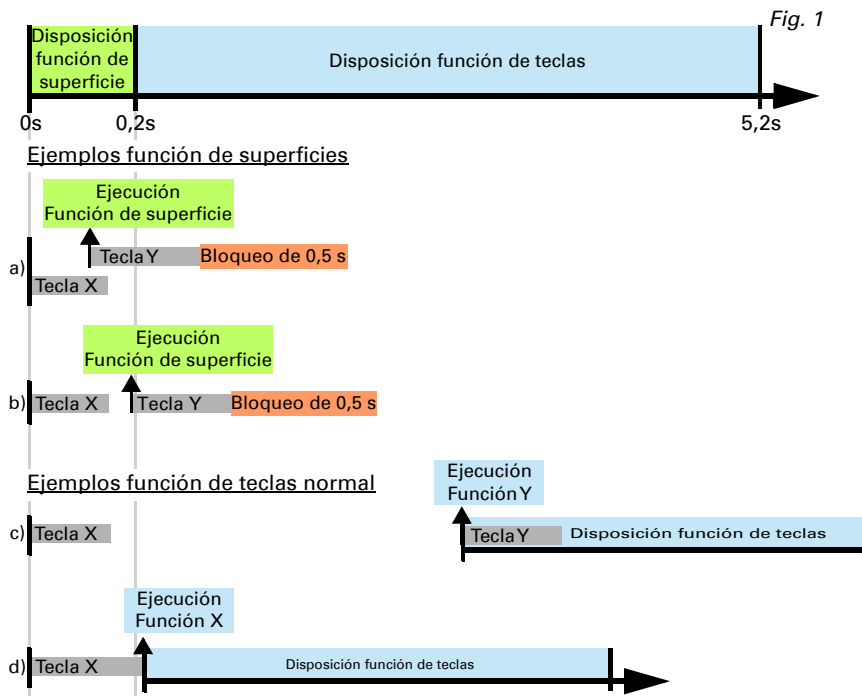 Fig. 1
Disposición
función de
superficie
Disposición función de teclas
0s 0,2s 5,2s
Ejemplos función de superficies
Ejecución
Función de superficie
a) Tecla Y Bloqueo de 0,5 s
Tecla X
Ejecución
Función de superficie
b) Tecla X Tecla Y Bloqueo de 0,5 s
Ejemplos función de teclas normal
Ejecución
Función Y
c) Tecla X Tecla Y Disposición función de teclas
Ejecución
Función X
d) Tecla X Disposición función de teclas